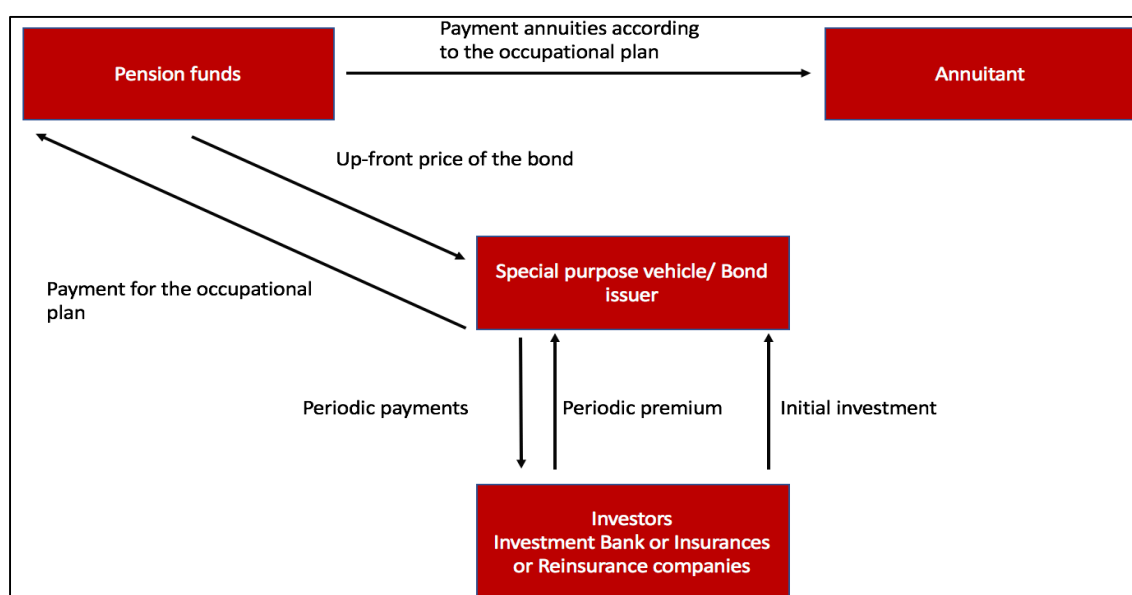 Payment annuities according
to the occupational plan
Pension funds
Annuitant
Up-front price of the bond
Special purpose vehicle/ Bond
issuer
Payment for the occupational
plan
Periodic payments
Periodic premium
Initial investment
Investors
Investment Bank or Insurances
or Reinsurance companies